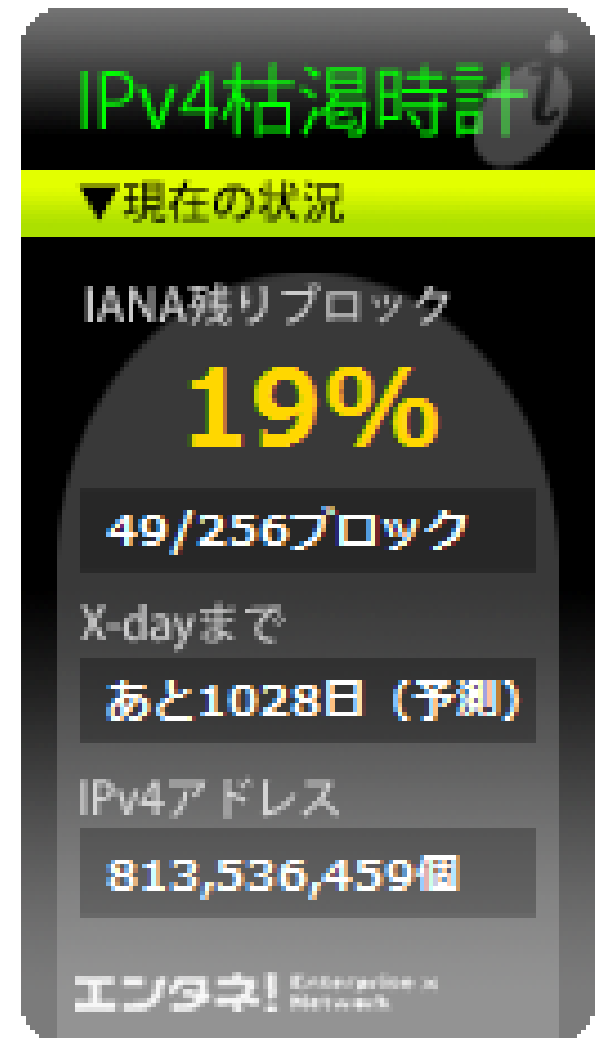 IPv4枯渇時計
▼現在の状況
IANA残りブロック
19%
49/256ブロック
X-dayまで
あと1028日（予測）
IPv4アドレス
813,536,459個
エンタネ! Enterprise x
Network